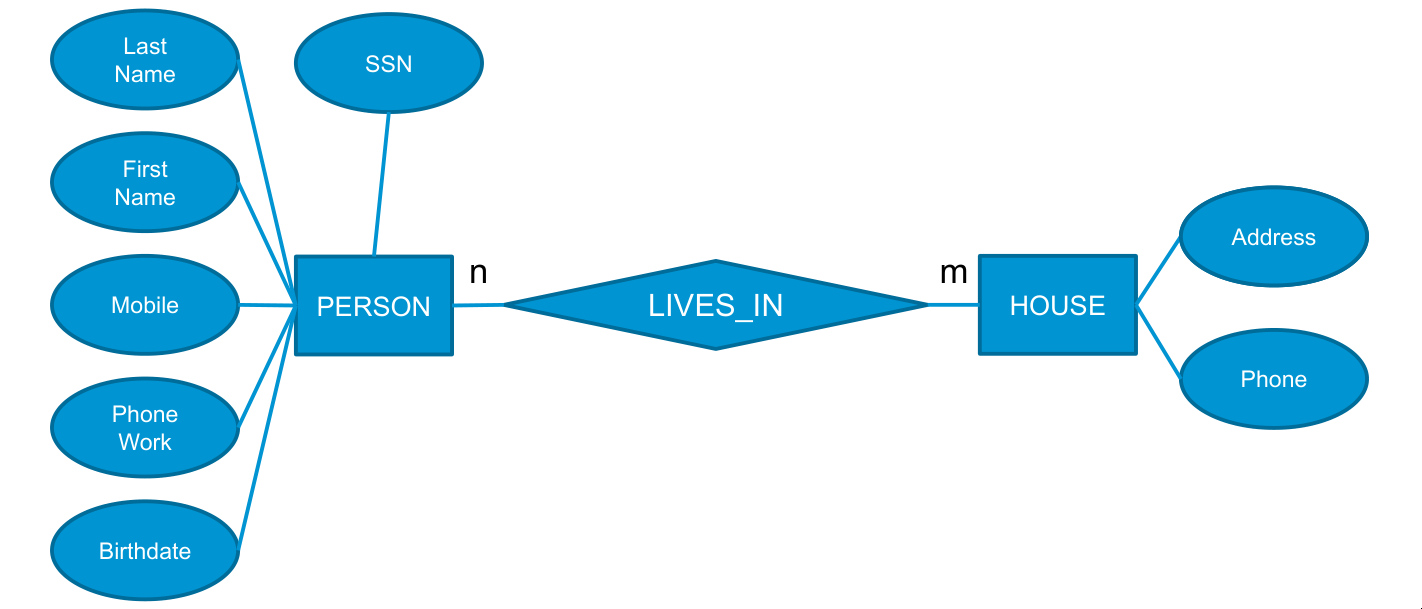 Last
Name
SSN
First
Name
Mobile
Phone
Work
Birthdate
PERSON
n
LIVES_IN
m
HOUSE
Address
Phone